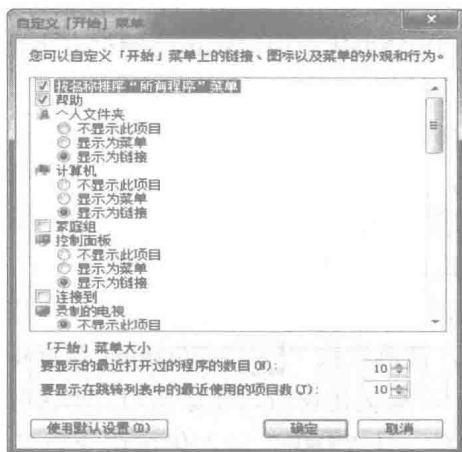 自定义「开始」菜单
您可以自定义「开始」菜单上的链接、图标以及菜单的外观和行为。
按名称排序“所有程序”菜单
帮助
个人文件夹
不显示此项目
显示为菜单
显示为链接
计算机
不显示此项目
显示为菜单
显示为链接
家庭组
控制面板
不显示此项目
显示为菜单
显示为链接
连接到
录制的电视
不显示此项目
「开始」菜单大小
要显示的最近打开过的程序的数目(N): 10
要显示在跳转列表中的最近使用的项目数(J): 10
使用默认设置(D) 确定 取消